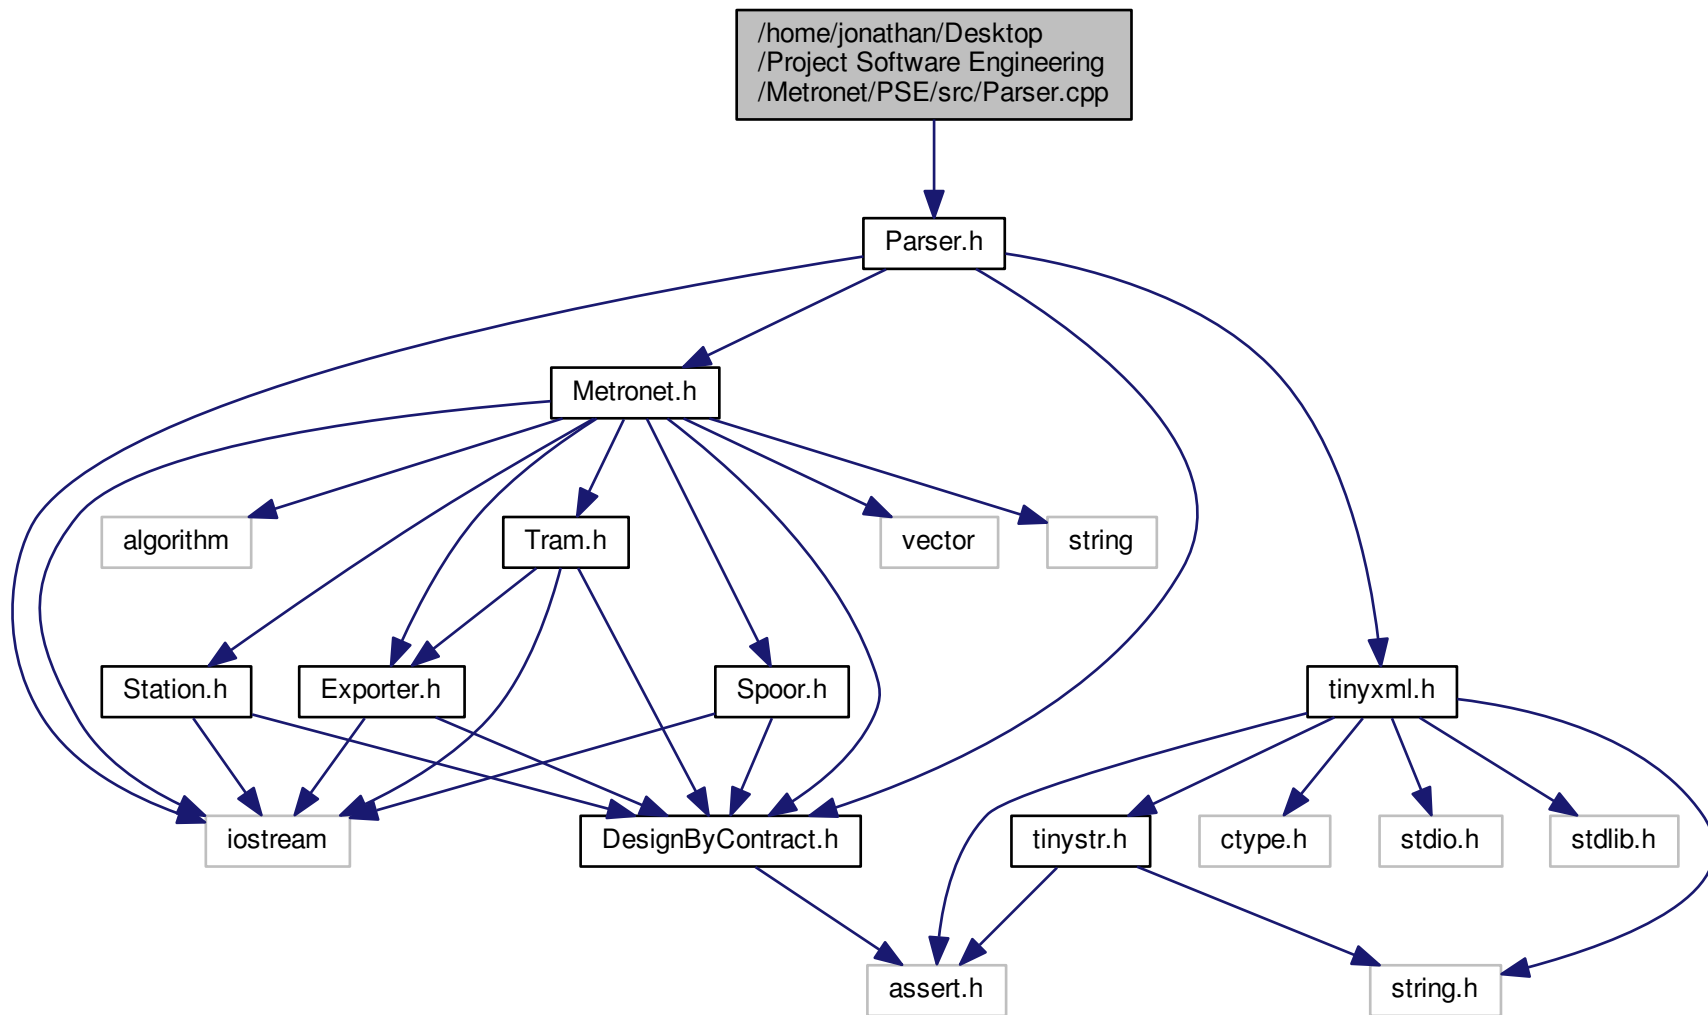 /home/jonathan/Desktop
/Project Software Engineering
/Metronet/PSE/src/Parser.cpp
Parser.h
Metronet.h
algorithm
Tram.h
vector
string
Station.h
Exporter.h
Spoor.h
tinyxml.h
iostream
DesignByContract.h
tinystr.h
ctype.h
stdio.h
stdlib.h
assert.h
string.h